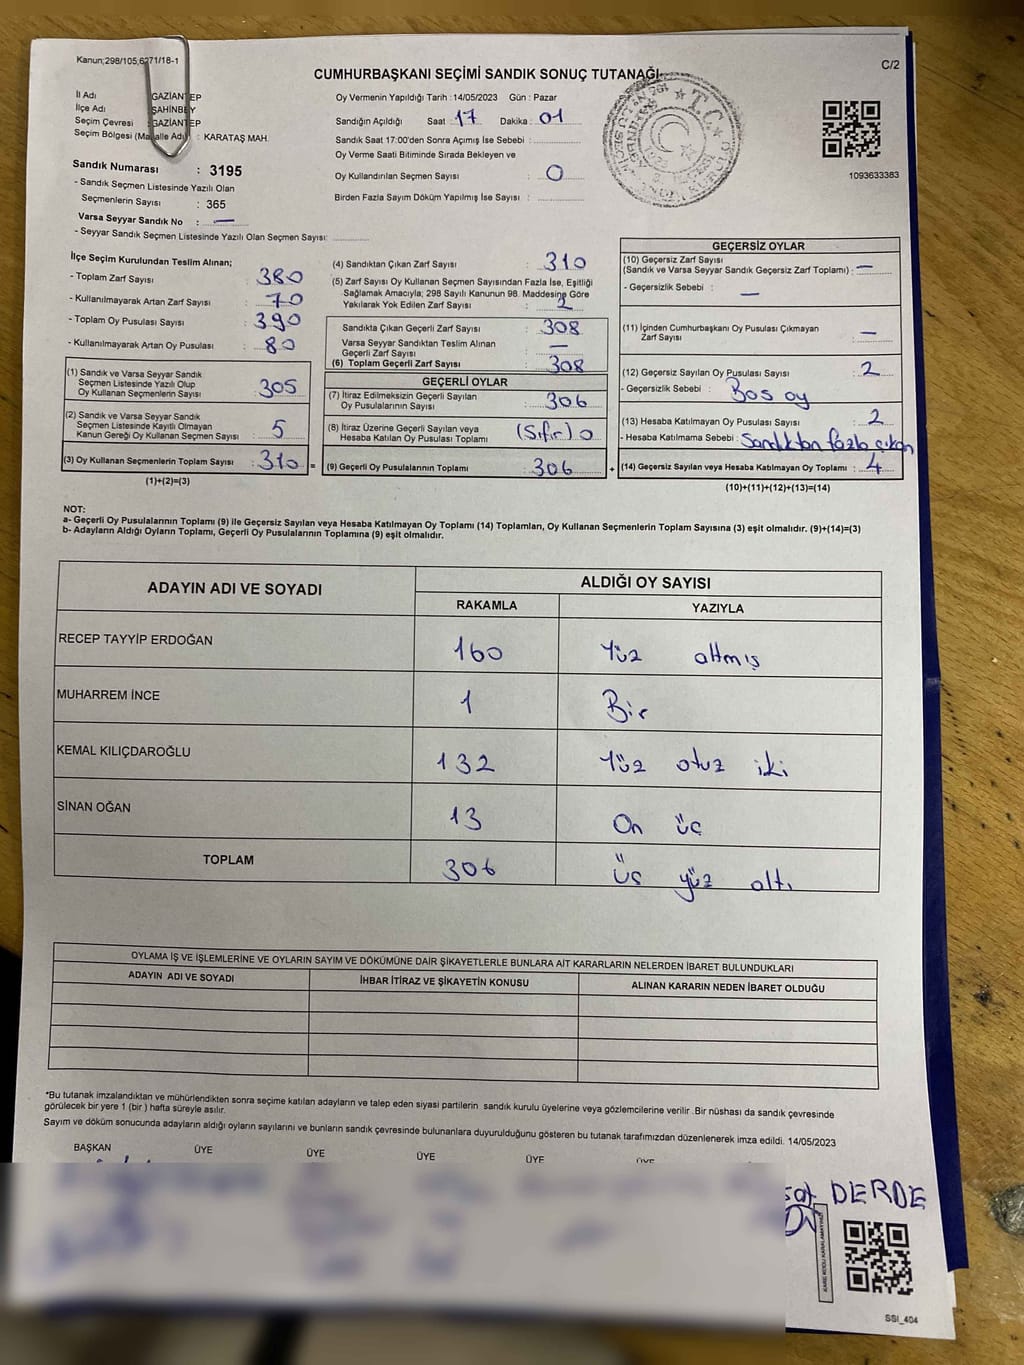 Kanun;298/105,6271/18-1
C/2
CUMHURBAŞKANI SEÇİMİ SANDIK SONUÇ TUTANAĞI
İl Adı : GAZİANTEP
İlçe Adı : ŞAHİNBEY
Seçim Çevresi : GAZİANTEP
Seçim Bölgesi (Mahalle Adı) : KARATAŞ MAH.
Sandık Numarası : 3195
- Sandık Seçmen Listesinde Yazılı Olan
Seçmenlerin Sayısı : 365
Varsa Seyyar Sandık No : —
- Seyyar Sandık Seçmen Listesinde Yazılı Olan Seçmen Sayısı:
Oy Vermenin Yapıldığı Tarih : 14/05/2023 Gün : Pazar
Sandığın Açıldığı Saat : 17 Dakika : 01
Sandık Saat 17:00'den Sonra Açımış İse Sebebi :
Oy Verme Saati Bitiminde Sırada Bekleyen ve
Oy Kullandırılan Seçmen Sayısı : 0
Birden Fazla Sayım Döküm Yapılmış İse Sayısı :
T.C.
1093633383
İlçe Seçim Kurulundan Teslim Alınan;
- Toplam Zarf Sayısı : 380
- Kullanılmayarak Artan Zarf Sayısı : 70
- Toplam Oy Pusulası Sayısı : 390
- Kullanılmayarak Artan Oy Pusulası : 80
(1) Sandık ve Varsa Seyyar Sandık
Seçmen Listesinde Yazılı Olup
Oy Kullanan Seçmenlerin Sayısı : 305
(2) Sandık ve Varsa Seyyar Sandık
Seçmen Listesinde Kayıtlı Olmayan
Kanun Gereği Oy Kullanan Seçmen Sayısı : 5
(3) Oy Kullanan Seçmenlerin Toplam Sayısı : 310 =
(1)+(2)=(3)
(4) Sandıktan Çıkan Zarf Sayısı : 310
(5) Zarf Sayısı Oy Kullanan Seçmen Sayısından Fazla İse, Eşitliği
Sağlamak Amacıyla; 298 Sayılı Kanunun 98. Maddesine Göre
Yakılarak Yok Edilen Zarf Sayısı : 2
Sandıkta Çıkan Geçerli Zarf Sayısı : 308
Varsa Seyyar Sandıktan Teslim Alınan
Geçerli Zarf Sayısı : —
(6) Toplam Geçerli Zarf Sayısı : 308
GEÇERLİ OYLAR
(7) İtiraz Edilmeksizin Geçerli Sayılan
Oy Pusulalarının Sayısı : 306
(8) İtiraz Üzerine Geçerli Sayılan veya
Hesaba Katılan Oy Pusulası Toplamı : (Sıfır) 0
(9) Geçerli Oy Pusulalarının Toplamı : 306 +
GEÇERSİZ OYLAR
(10) Geçersiz Zarf Sayısı
(Sandık ve Varsa Seyyar Sandık Geçersiz Zarf Toplamı) : —
- Geçersizlik Sebebi : —
(11) İçinden Cumhurbaşkanı Oy Pusulası Çıkmayan
Zarf Sayısı : —
(12) Geçersiz Sayılan Oy Pusulası Sayısı : 2
- Geçersizlik Sebebi : Bos oy
(13) Hesaba Katılmayan Oy Pusulası Sayısı : 2
- Hesaba Katılmama Sebebi : Sandıktan fazla çıkan
(14) Geçersiz Sayılan veya Hesaba Katılmayan Oy Toplamı : 4
(10)+(11)+(12)+(13)=(14)
NOT:
a- Geçerli Oy Pusulalarının Toplamı (9) ile Geçersiz Sayılan veya Hesaba Katılmayan Oy Toplamı (14) Toplamları, Oy Kullanan Seçmenlerin Toplam Sayısına (3) eşit olmalıdır. (9)+(14)=(3)
b- Adayların Aldığı Oyların Toplamı, Geçerli Oy Pusulalarının Toplamına (9) eşit olmalıdır.
ADAYIN ADI VE SOYADI ALDIĞI OY SAYISI
RAKAMLA YAZIYLA
RECEP TAYYİP ERDOĞAN 160 Yüz altmış
MUHARREM İNCE 1 Bir
KEMAL KILIÇDAROĞLU 132 Yüz otuz iki
SİNAN OĞAN 13 On üç
TOPLAM 306 üç yüz altı
OYLAMA İŞ VE İŞLEMLERİNE VE OYLARIN SAYIM VE DÖKÜMÜNE DAİR ŞİKAYETLERLE BUNLARA AİT KARARLARIN NELERDEN İBARET BULUNDUKLARI
ADAYIN ADI VE SOYADI İHBAR İTİRAZ VE ŞİKAYETİN KONUSU ALINAN KARARIN NEDEN İBARET OLDUĞU
*Bu tutanak imzalandıktan ve mühürlendikten sonra seçime katılan adayların ve talep eden siyasi partilerin sandık kurulu üyelerine veya gözlemcilerine verilir .Bir nüshası da sandık çevresinde
görülecek bir yere 1 (bir ) hafta süreyle asılır.
Sayım ve döküm sonucunda adayların aldığı oyların sayılarını ve bunların sandık çevresinde bulunanlara duyurulduğunu gösteren bu tutanak tarafımızdan düzenlenerek imza edildi. 14/05/2023
BAŞKAN ÜYE ÜYE ÜYE ÜYE ÜYE
DERDE
SSI_404